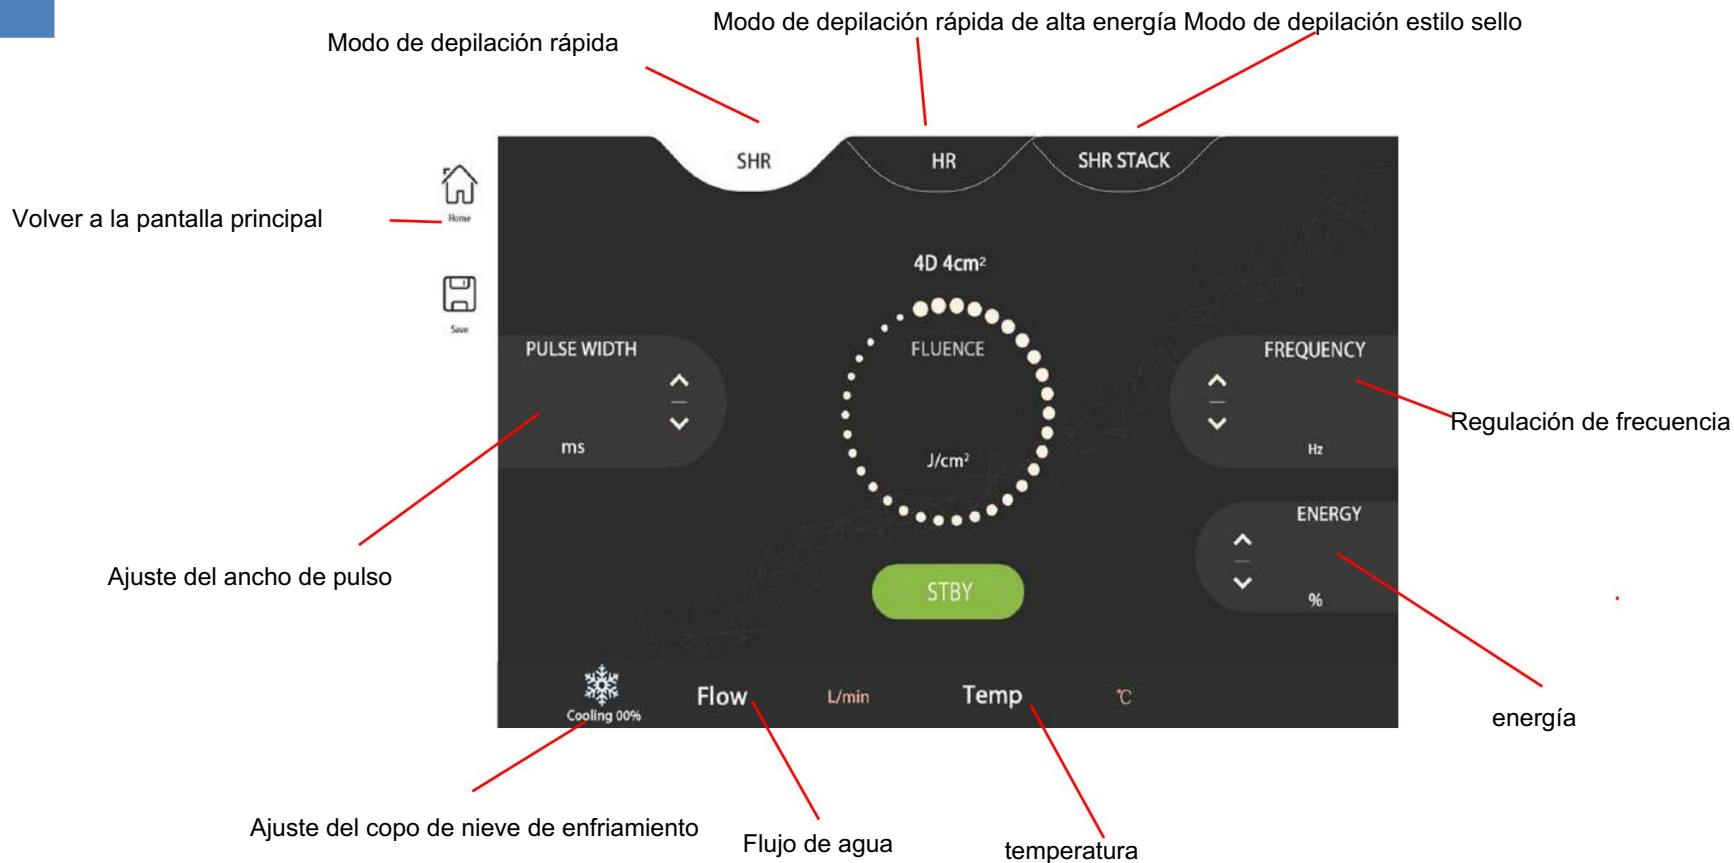 Modo de depilación rápida de alta energía Modo de depilación estilo sello
Modo de depilación rápida
SHR
HR
SHR STACK
Home
Volver a la pantalla principal
4D 4cm²
Save
PULSE WIDTH
FLUENCE
FREQUENCY
Regulación de frecuencia
ms
J/cm²
Hz
ENERGY
Ajuste del ancho de pulso
STBY
%
Flow
L/min
Temp
℃
Cooling 00%
energía
Ajuste del copo de nieve de enfriamiento
Flujo de agua
temperatura